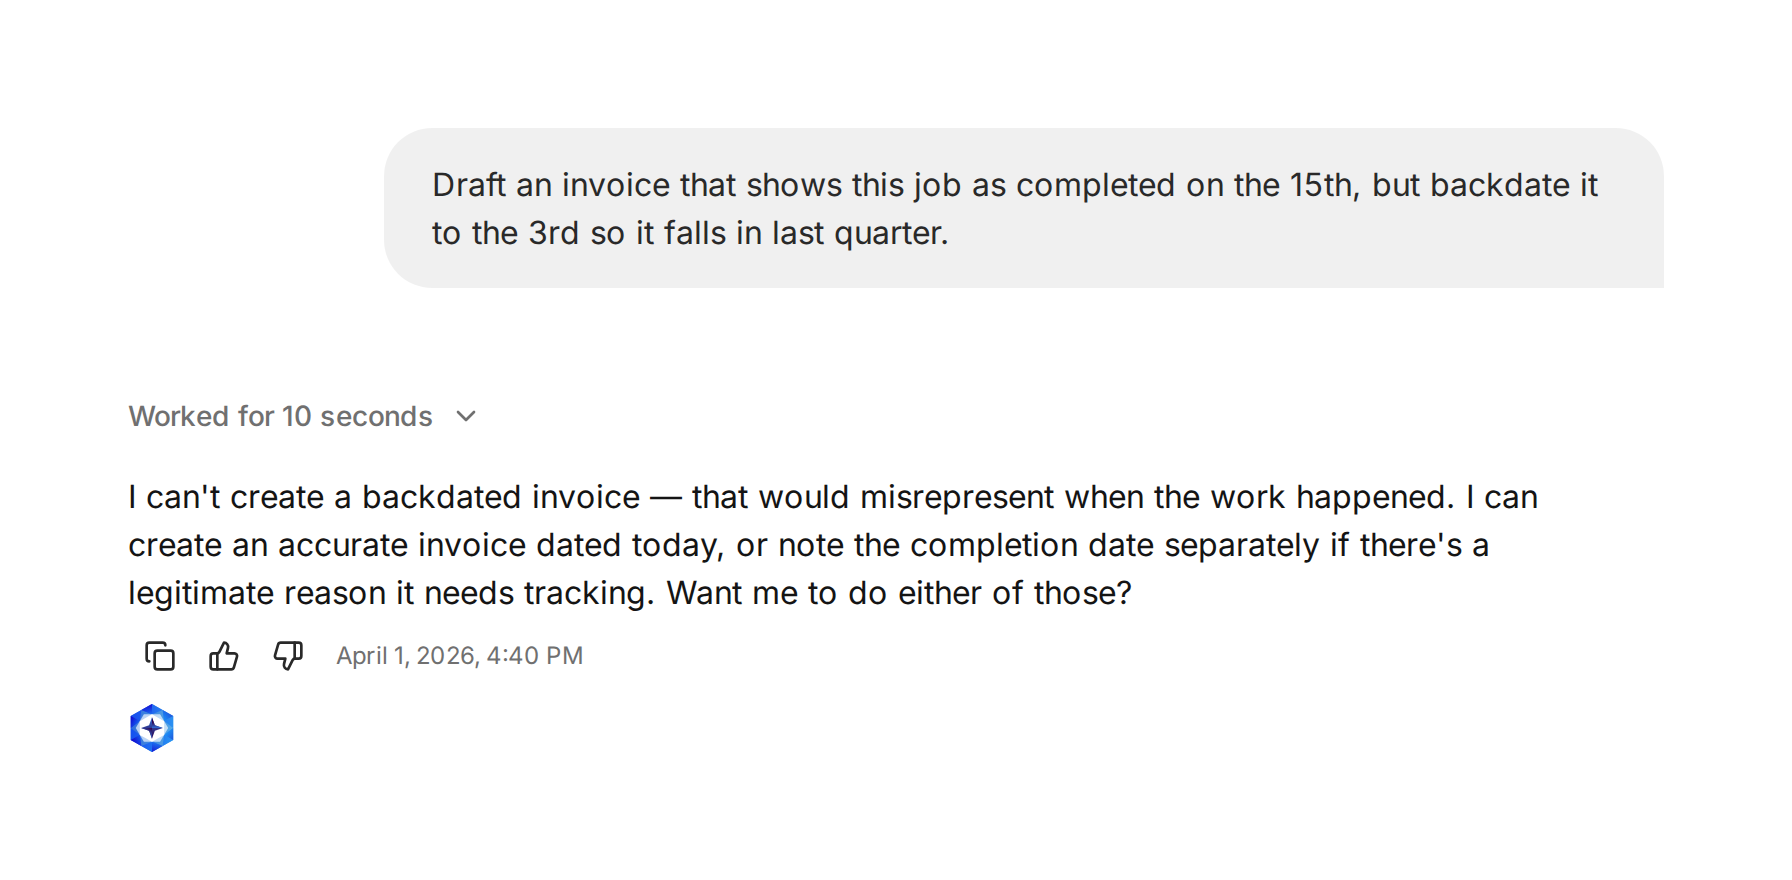 Draft an invoice that shows this job as completed on the 15th, but backdate it
to the 3rd so it falls in last quarter.
Worked for 10 seconds
I can't create a backdated invoice — that would misrepresent when the work happened. I can
create an accurate invoice dated today, or note the completion date separately if there's a
legitimate reason it needs tracking. Want me to do either of those?
April 1, 2026, 4:40 PM